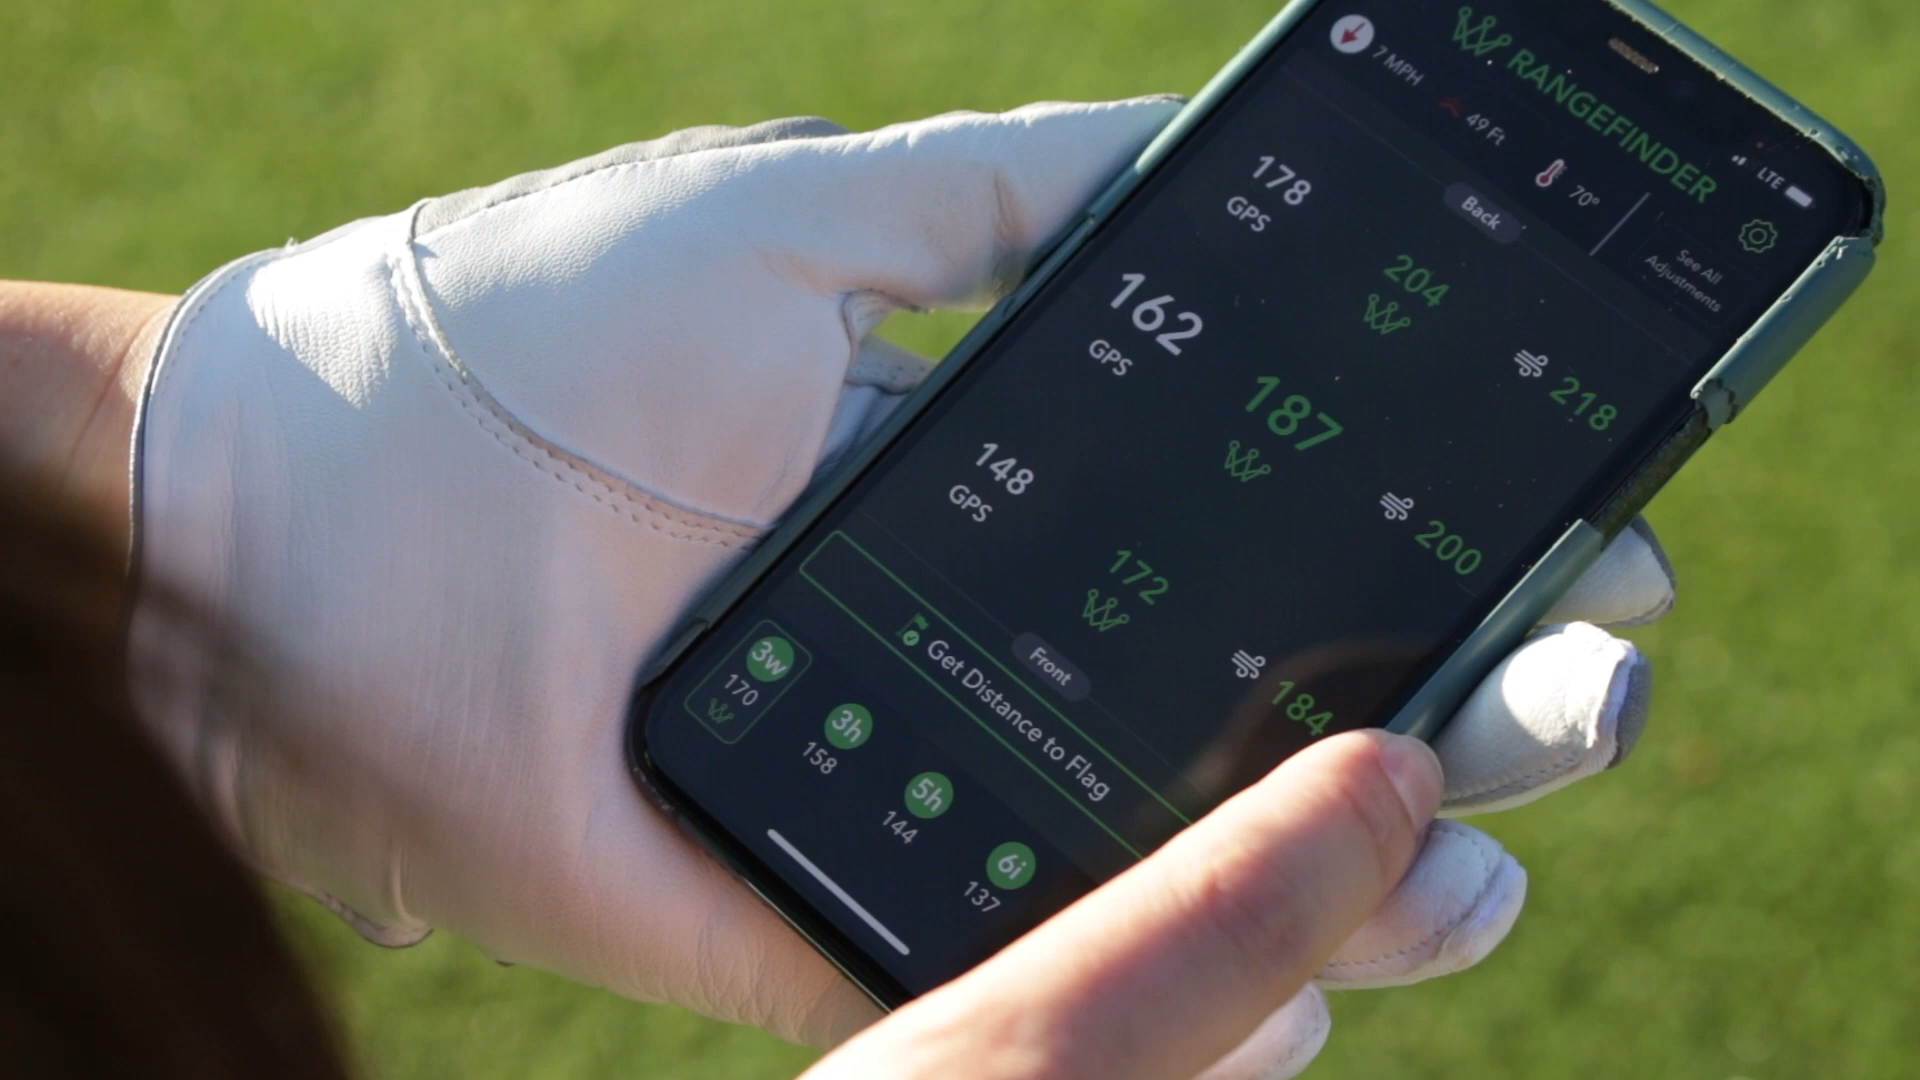 RANGEFINDER
LTE
7 MPH
49 Ft
70°
See All
Adjustments
Back
178
GPS
204
218
162
GPS
187
200
148
GPS
172
184
Front
Get Distance to Flag
3w
170
3h
158
5h
144
6i
137